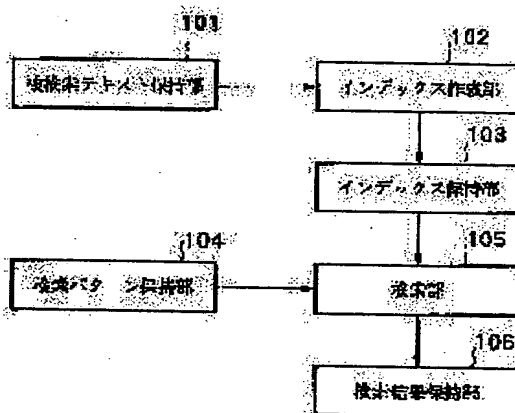 101
102
被検索テキスト保持部
インデックス作成部
103
インデックス保持部
104
105
検索パターン保持部
検索部
106
検索結果保持部